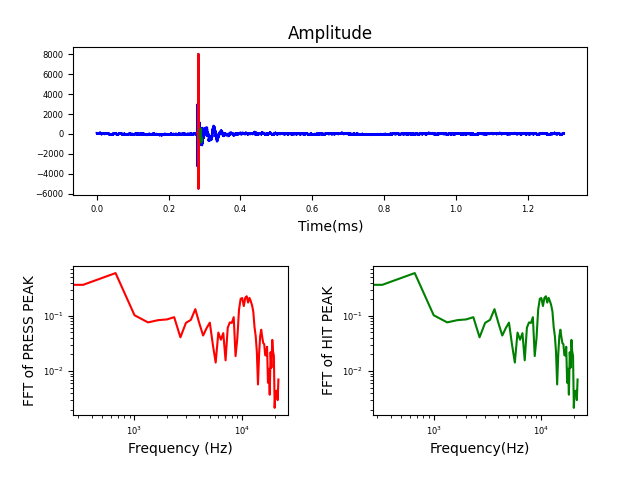 Amplitude
8000
6000
4000
2000
0
−2000
−4000
−6000
0.0 0.2 0.4 0.6 0.8 1.0 1.2
Time(ms)
FFT of PRESS PEAK
10⁻¹
10⁻²
10³ 10⁴
Frequency (Hz)
FFT of HIT PEAK
10⁻¹
10⁻²
10³ 10⁴
Frequency(Hz)